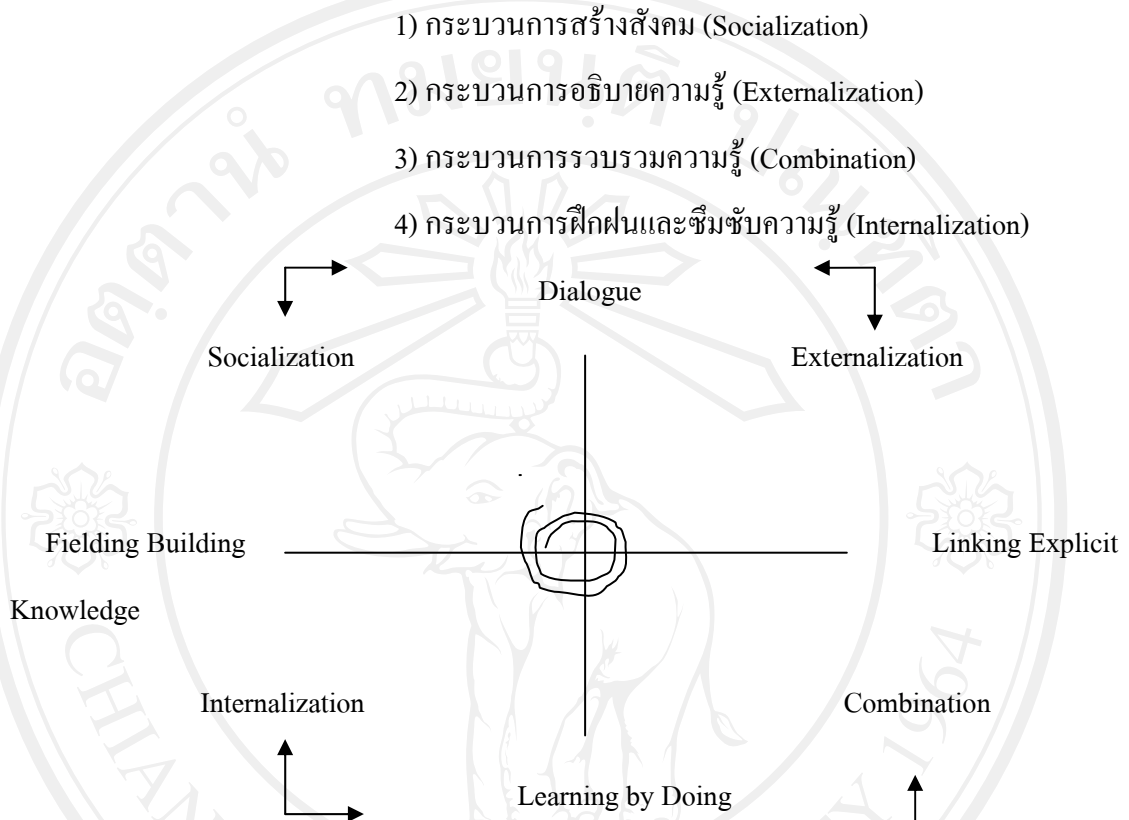 1) กระบวนการสร้างสังคม (Socialization)
2) กระบวนการอธิบายความรู้ (Externalization)
3) กระบวนการรวบรวมความรู้ (Combination)
4) กระบวนการฝึกฝนและซึมซับความรู้ (Internalization)
Dialogue
Socialization Externalization
Fielding Building Linking Explicit
Knowledge
Internalization Combination
Learning by Doing